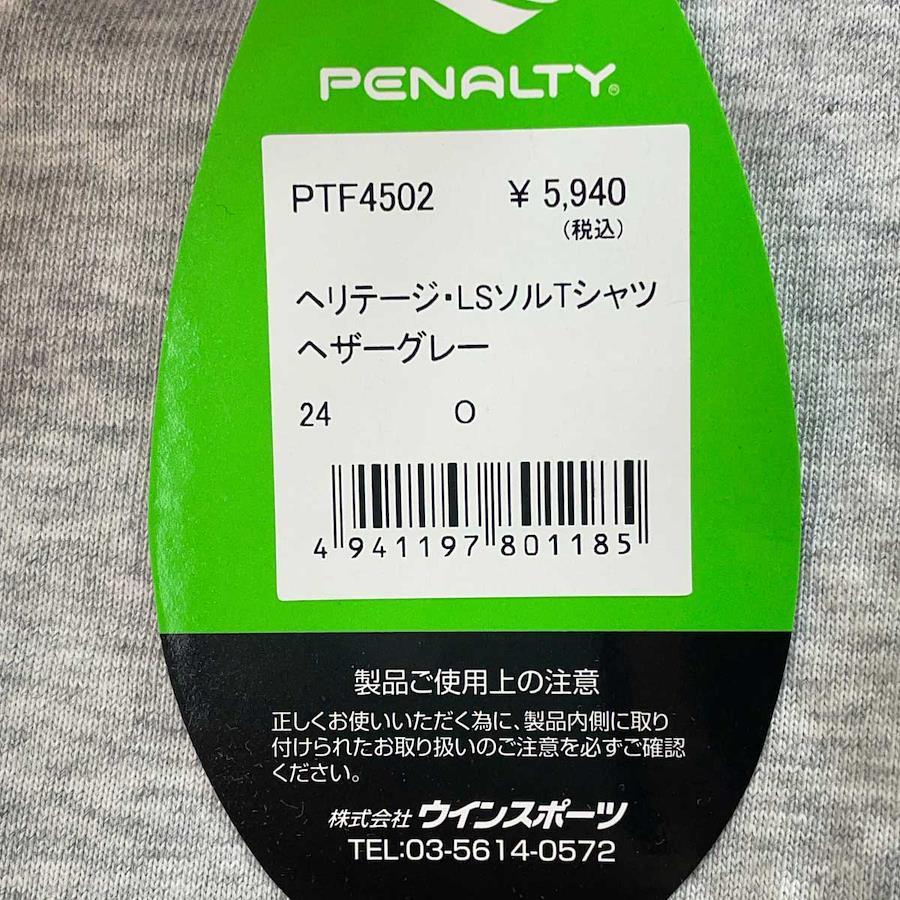 PENALTY®
PTF4502 ¥ 5,940
(税込)
ヘリテージ・LSソルTシャツ
ヘザーグレー
24 O
4 941197 801185
製品ご使用上の注意
正しくお使いいただく為に、製品内側に取り
付けられたお取り扱いのご注意を必ずご確認
ください。
株式会社 ウインスポーツ
TEL:03-5614-0572